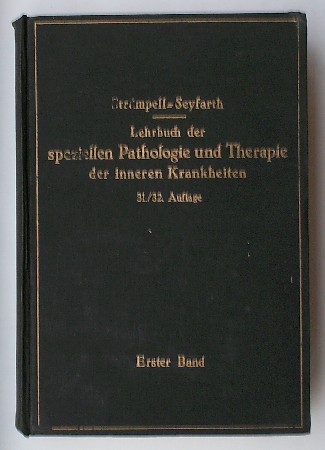 Strümpell-Seyfarth
Lehrbuch der
speziellen Pathologie und Therapie
der inneren Krankheiten
31./32. Auflage
Erster Band